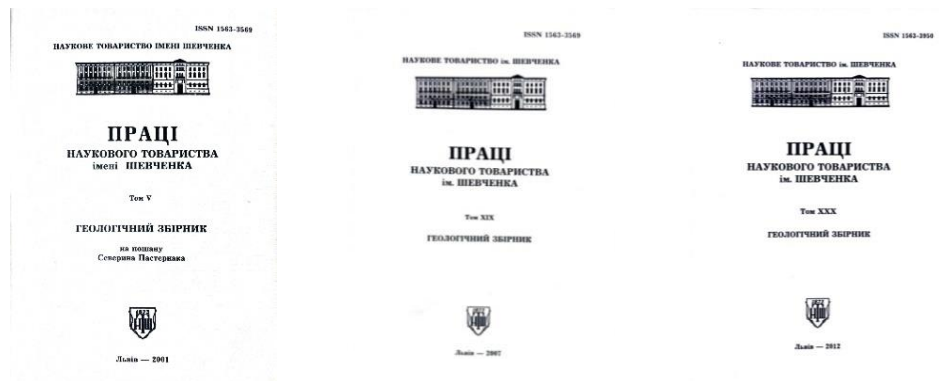 ISSN 1563-3569
НАУКОВЕ ТОВАРИСТВО ІМЕНІ ШЕВЧЕНКА
ПРАЦІ
НАУКОВОГО ТОВАРИСТВА
імені ШЕВЧЕНКА
Том V
ГЕОЛОГІЧНИЙ ЗБІРНИК
на пошану
Северина Пастернака
Львів — 2001
ISSN 1563-3569
НАУКОВЕ ТОВАРИСТВО ім. ШЕВЧЕНКА
ПРАЦІ
НАУКОВОГО ТОВАРИСТВА
ім. ШЕВЧЕНКА
Том XIX
ГЕОЛОГІЧНИЙ ЗБІРНИК
Львів — 2007
ISSN 1563-3950
НАУКОВЕ ТОВАРИСТВО ім. ШЕВЧЕНКА
ПРАЦІ
НАУКОВОГО ТОВАРИСТВА
ім. ШЕВЧЕНКА
Том XXX
ГЕОЛОГІЧНИЙ ЗБІРНИК
Львів — 2012